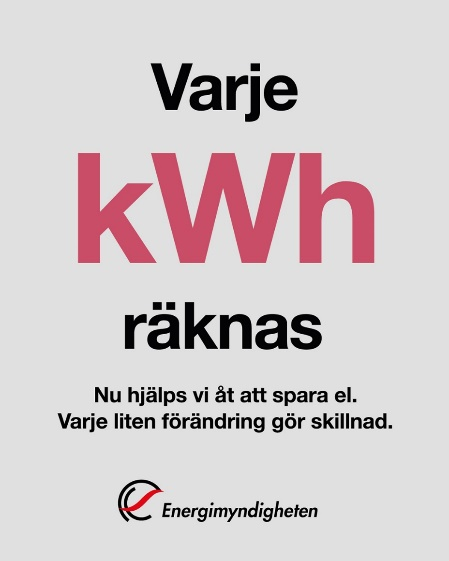 Varje
kWh
räknas
Nu hjälps vi åt att spara el.
Varje liten förändring gör skillnad.
Energimyndigheten